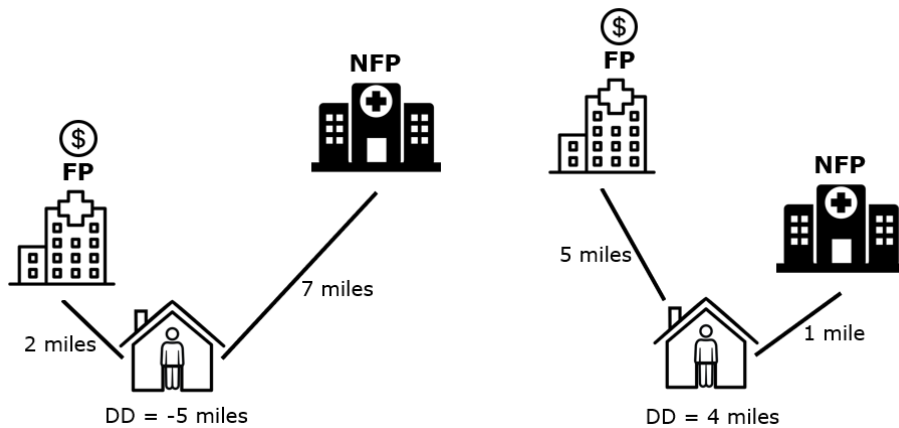 $
FP
NFP
2 miles
7 miles
DD = -5 miles
$
FP
NFP
5 miles
1 mile
DD = 4 miles